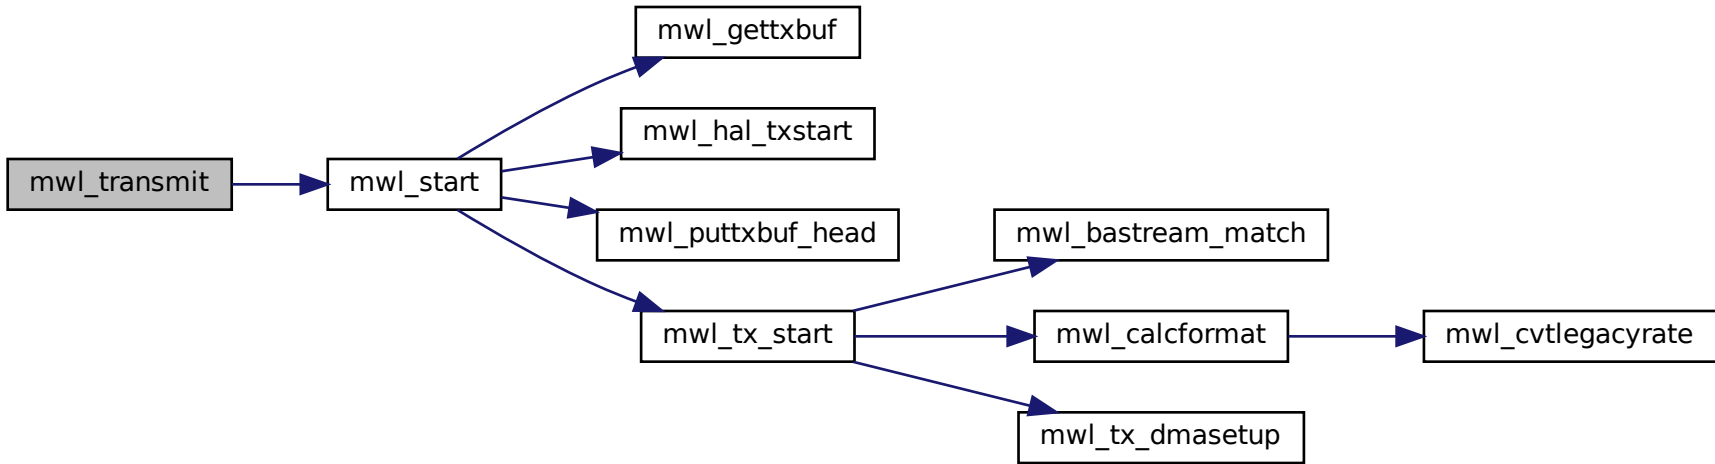 mwl_gettxbuf
mwl_hal_txstart
mwl_transmit
mwl_start
mwl_puttxbuf_head
mwl_bastream_match
mwl_tx_start
mwl_calcformat
mwl_cvtlegacyrate
mwl_tx_dmasetup